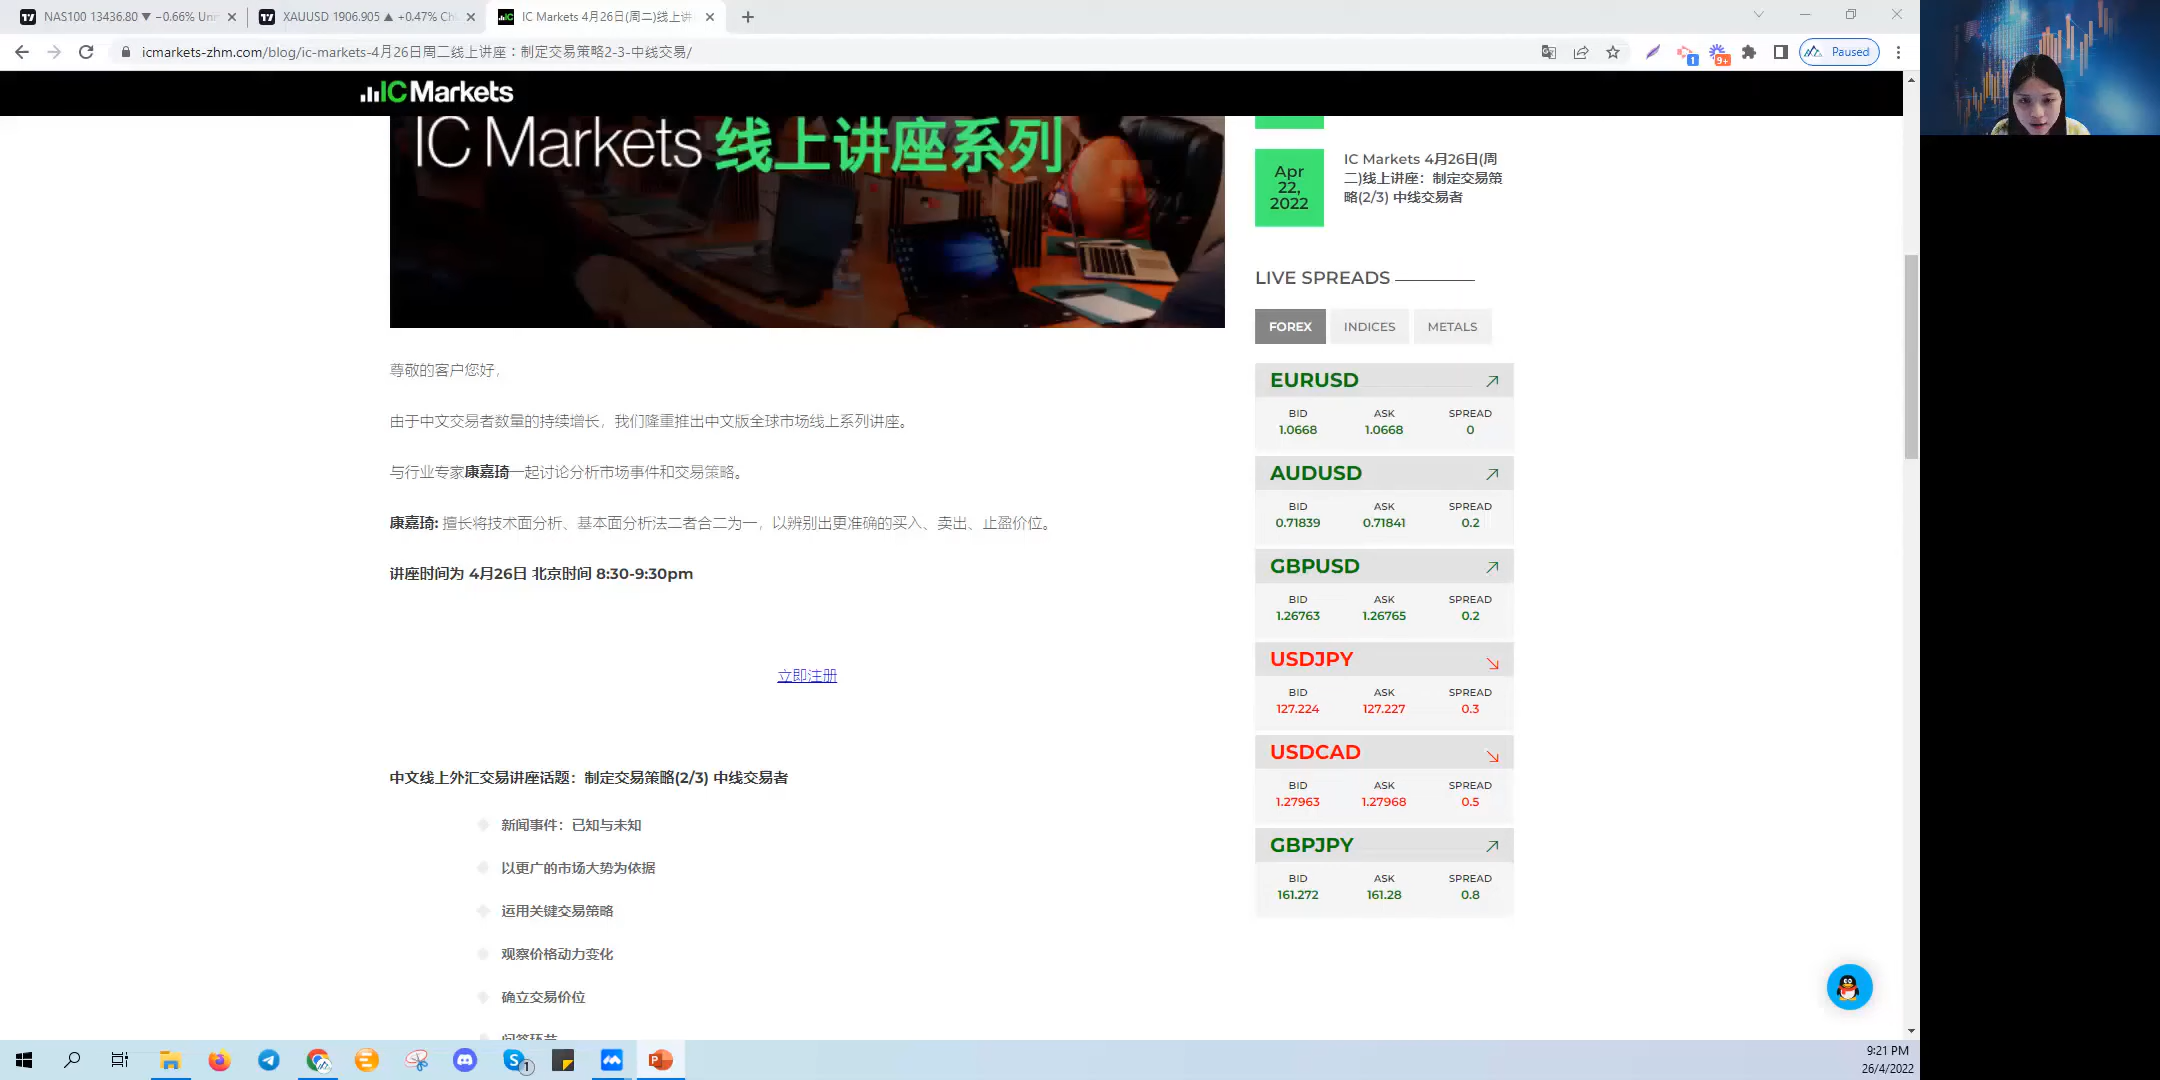 NAS100 13436.80 ▼ −0.66% Unn
XAUUSD 1906.905 ▲ +0.47% Ch
IC Markets 4月26日(周二)线上讲
icmarkets-zhm.com/blog/ic-markets-4月26日周二线上讲座：制定交易策略2-3-中线交易/
1
9+
Paused
IC Markets
IC Markets 线上讲座系列
尊敬的客户您好，
由于中文交易者数量的持续增长，我们隆重推出中文版全球市场线上系列讲座。
与行业专家康嘉琦一起讨论分析市场事件和交易策略。
康嘉琦: 擅长将技术面分析、基本面分析法二者合二为一，以辨别出更准确的买入、卖出、止盈价位。
讲座时间为 4月26日 北京时间 8:30-9:30pm
立即注册
中文线上外汇交易讲座话题：制定交易策略(2/3) 中线交易者
新闻事件：已知与未知
以更广的市场大势为依据
运用关键交易策略
观察价格动力变化
确立交易价位
问答环节
Apr
22,
2022
IC Markets 4月26日(周
二)线上讲座：制定交易策
略(2/3) 中线交易者
LIVE SPREADS
FOREX INDICES METALS
EURUSD
BID ASK SPREAD
1.0668 1.0668 0
AUDUSD
BID ASK SPREAD
0.71839 0.71841 0.2
GBPUSD
BID ASK SPREAD
1.26763 1.26765 0.2
USDJPY
BID ASK SPREAD
127.224 127.227 0.3
USDCAD
BID ASK SPREAD
1.27963 1.27968 0.5
GBPJPY
BID ASK SPREAD
161.272 161.28 0.8
1
9:21 PM
26/4/2022